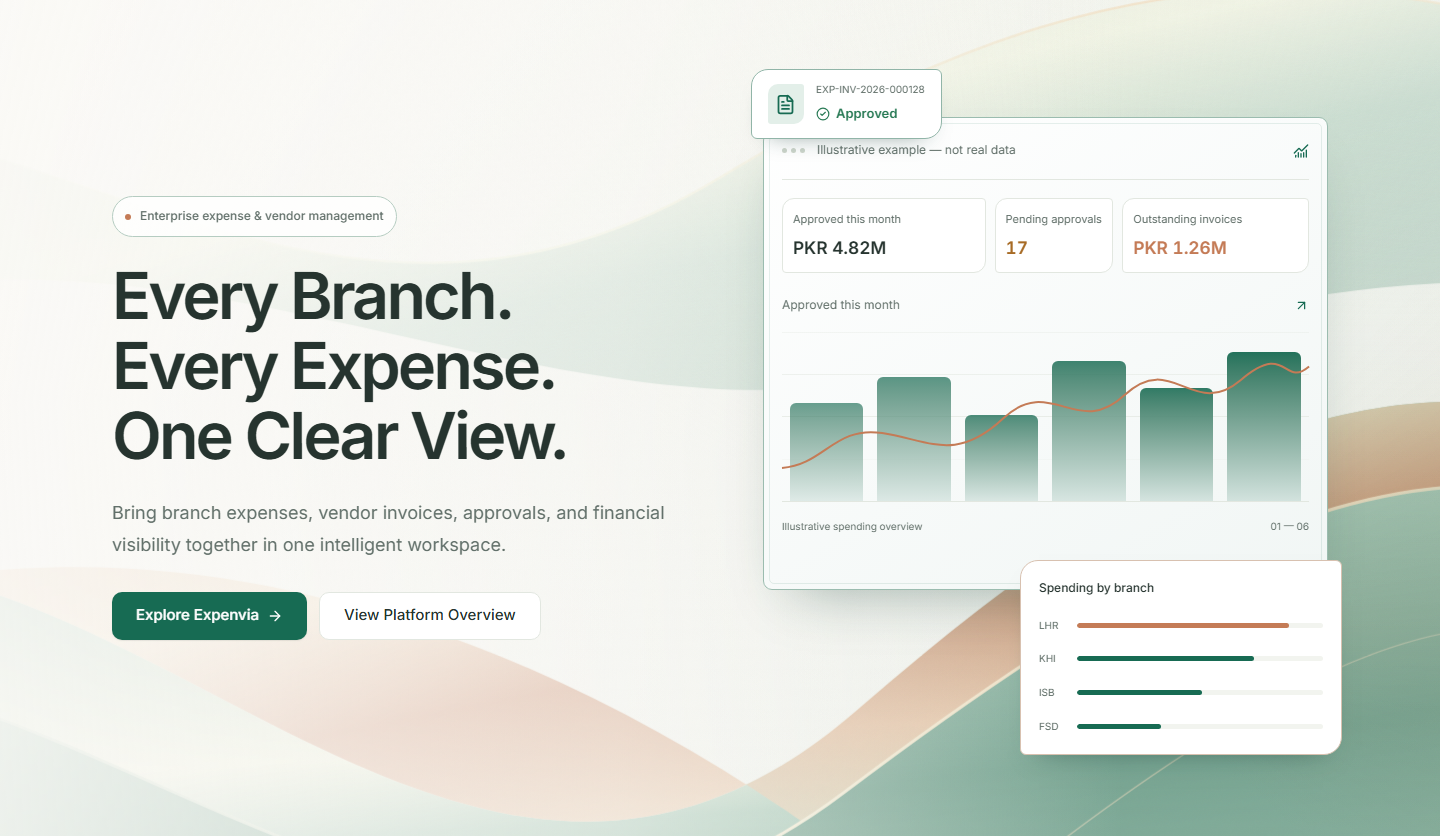 Enterprise expense & vendor management
Every Branch.
Every Expense.
One Clear View.
Bring branch expenses, vendor invoices, approvals, and financial
visibility together in one intelligent workspace.
Explore Expenvia
View Platform Overview
EXP-INV-2026-000128
Approved
Illustrative example — not real data
Approved this month
PKR 4.82M
Pending approvals
17
Outstanding invoices
PKR 1.26M
Approved this month
Illustrative spending overview
01 — 06
Spending by branch
LHR
KHI
ISB
FSD